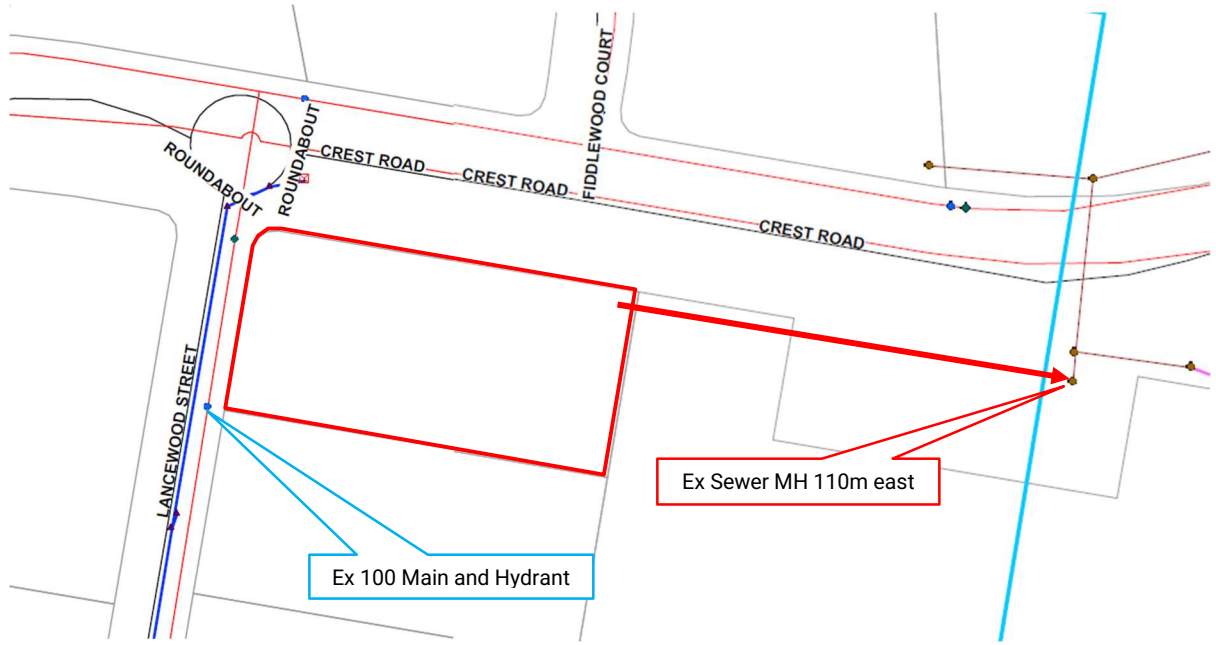 FIDDLEWOOD COURT
ROUNDABOUT
ROUNDABOUT
CREST ROAD
CREST ROAD
CREST ROAD
LANCEWOOD STREET
Ex Sewer MH 110m east
Ex 100 Main and Hydrant